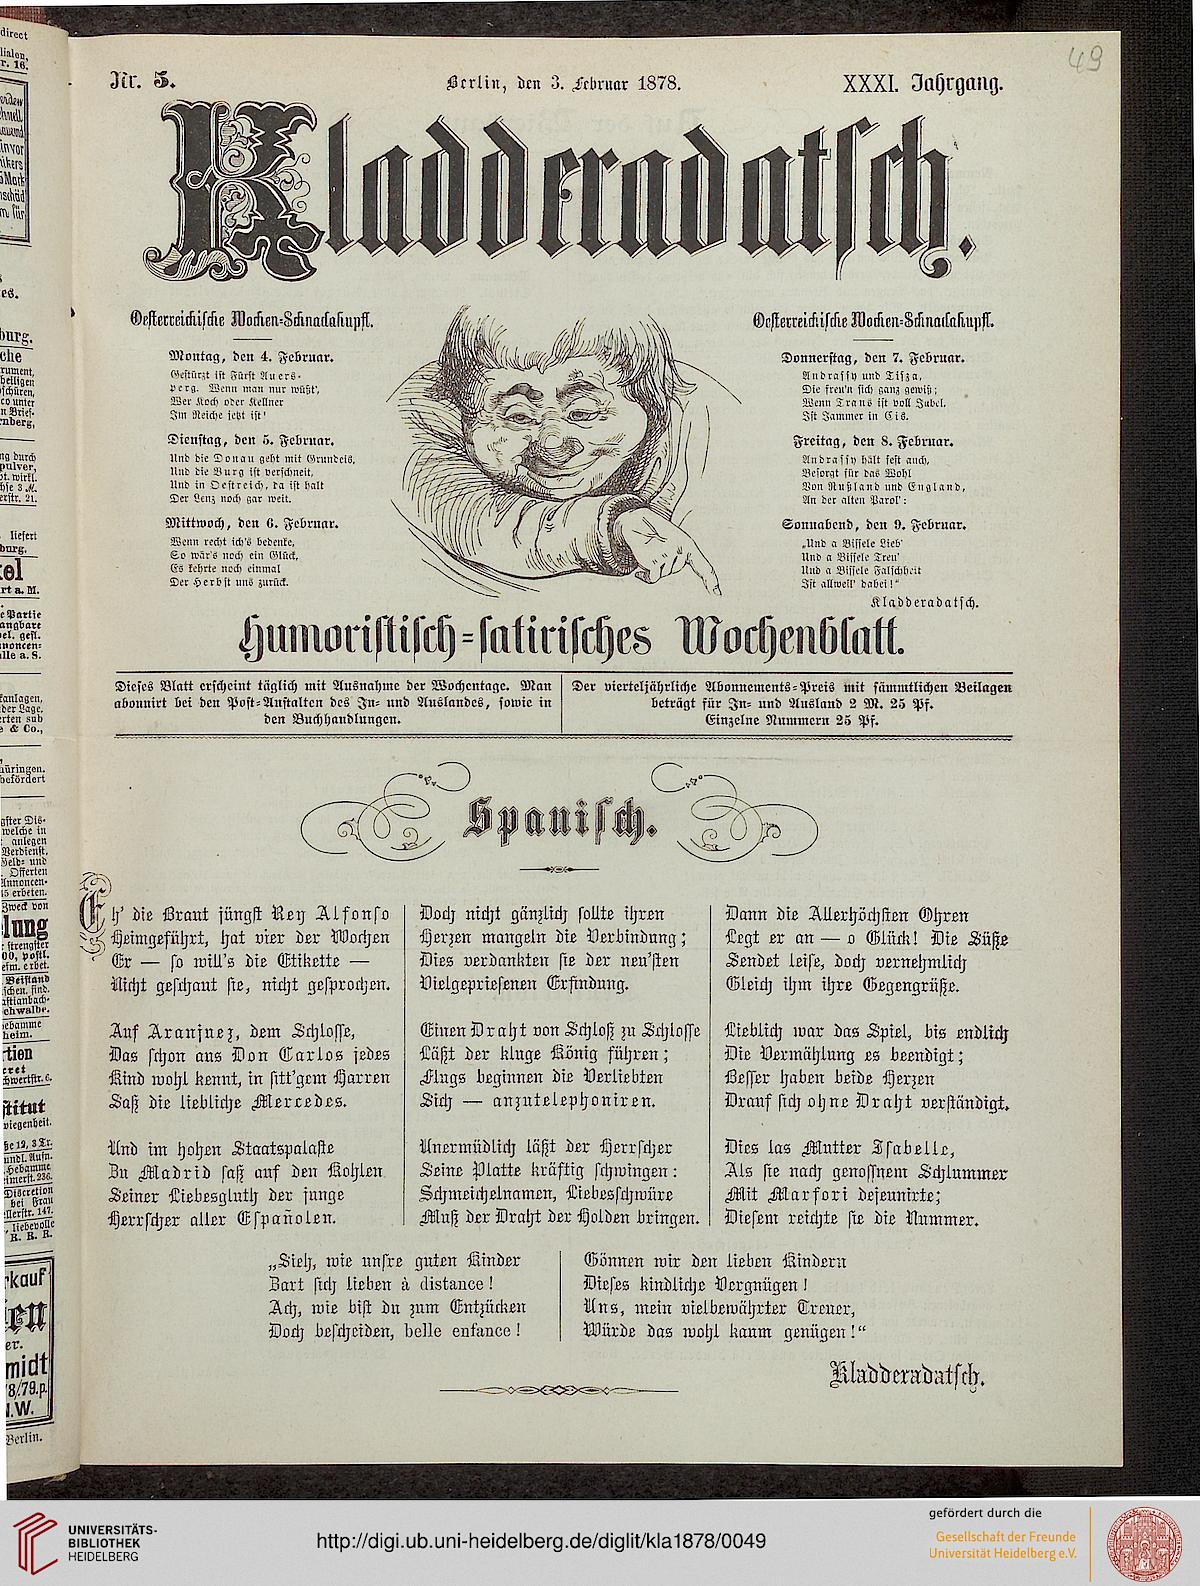 49
Nr. 5.
Berlin, den 3. Februar 1878.
XXXI. Jahrgang.
Kladderadatsch.
Oesterreichische Wochen-Schnadahupfl.
Montag, den 4. Februar.
Gestürzt ist Fürst Auers-
perg. Wenn man nur wüßt',
Wer Koch oder Kellner
Im Reiche jetzt ist!
Dienstag, den 5. Februar.
Und die Donau geht mit Grundeis,
Und die Burg ist verschneit,
Und in Oestreich, da ist halt
Der Lenz noch gar weit.
Mittwoch, den 6. Februar.
Wenn recht ich's bedenke,
So wär's noch ein Glück,
Es kehrte noch einmal
Der Herbst uns zurück.
Oesterreichische Wochen-Schnadahupfl.
Donnerstag, den 7. Februar.
Andrassy und Tisza,
Die freu'n sich ganz gewiß;
Wenn Trans ist voll Jubel,
Ist Jammer in Cis.
Freitag, den 8. Februar.
Andrassy hält fest auch,
Besorgt für das Wohl
Von Rußland und England,
An der alten Parol':
Sonnabend, den 9. Februar.
„Und a Bissele Lieb'
Und a Bissele Treu'
Und a Bissele Falschheit
Ist allweil' dabei!"
Kladderadatsch.
Humoristisch-satirisches Wochenblatt.
Dieses Blatt erscheint täglich mit Ausnahme der Wochentage. Man
abonnirt bei den Post-Anstalten des In- und Auslandes, sowie in
den Buchhandlungen.
Der vierteljährliche Abonnements-Preis mit sämmtlichen Beilagen
beträgt für In- und Ausland 2 M. 25 Pf.
Einzelne Nummern 25 Pf.
Spanisch.
Eh' die Braut jüngst Rey Alfonso
Heimgeführt, hat vier der Wochen
Er — so will's die Etikette —
Nicht geschaut sie, nicht gesprochen.
Auf Aranjuez, dem Schlosse,
Das schon aus Don Carlos jedes
Kind wohl kennt, in sitt'gem Harren
Saß die liebliche Mercedes.
Und im hohen Staatspalaste
Zu Madrid saß auf den Kohlen
Seiner Liebesgluth der junge
Herrscher aller Españolen.
Doch nicht gänzlich sollte ihren
Herzen mangeln die Verbindung;
Dies verdankten sie der neu'sten
Vielgepriesenen Erfindung.
Einen Draht von Schloß zu Schlosse
Läßt der kluge König führen;
Flugs beginnen die Verliebten
Sich — anzutelephoniren.
Unermüdlich läßt der Herrscher
Seine Platte kräftig schwingen:
Schmeichelnamen, Liebesschwüre
Muß der Draht der Holden bringen.
Dann die Allerhöchsten Ohren
Legt er an — o Glück! Die Süße
Sendet leise, doch vernehmlich
Gleich ihm ihre Gegengrüße.
Lieblich war das Spiel, bis endlich
Die Vermählung es beendigt;
Besser haben beide Herzen
Drauf sich ohne Draht verständigt.
Dies las Mutter Isabelle,
Als sie nach genoss'nem Schlummer
Mit Marfori dejeunirte;
Diesem reichte sie die Nummer.
„Sieh, wie unsre guten Kinder
Zart sich lieben à distance!
Ach, wie bist du zum Entzücken
Doch bescheiden, belle enfance!
Gönnen wir den lieben Kindern
Dieses kindliche Vergnügen!
Uns, mein vielbewährter Treuer,
Würde das wohl kaum genügen!"
Kladderadatsch.
UNIVERSITÄTS-
BIBLIOTHEK
HEIDELBERG
http://digi.ub.uni-heidelberg.de/diglit/kla1878/0049
gefördert durch die
Gesellschaft der Freunde
Universität Heidelberg e.V.